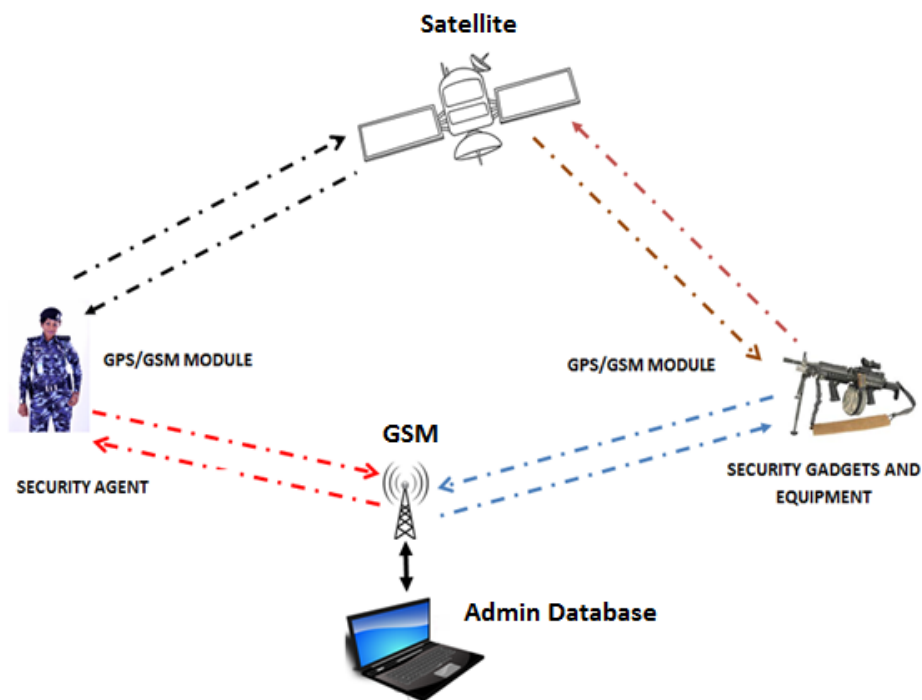 Satellite
GPS/GSM MODULE
GPS/GSM MODULE
GSM
SECURITY AGENT
SECURITY GADGETS AND
EQUIPMENT
Admin Database